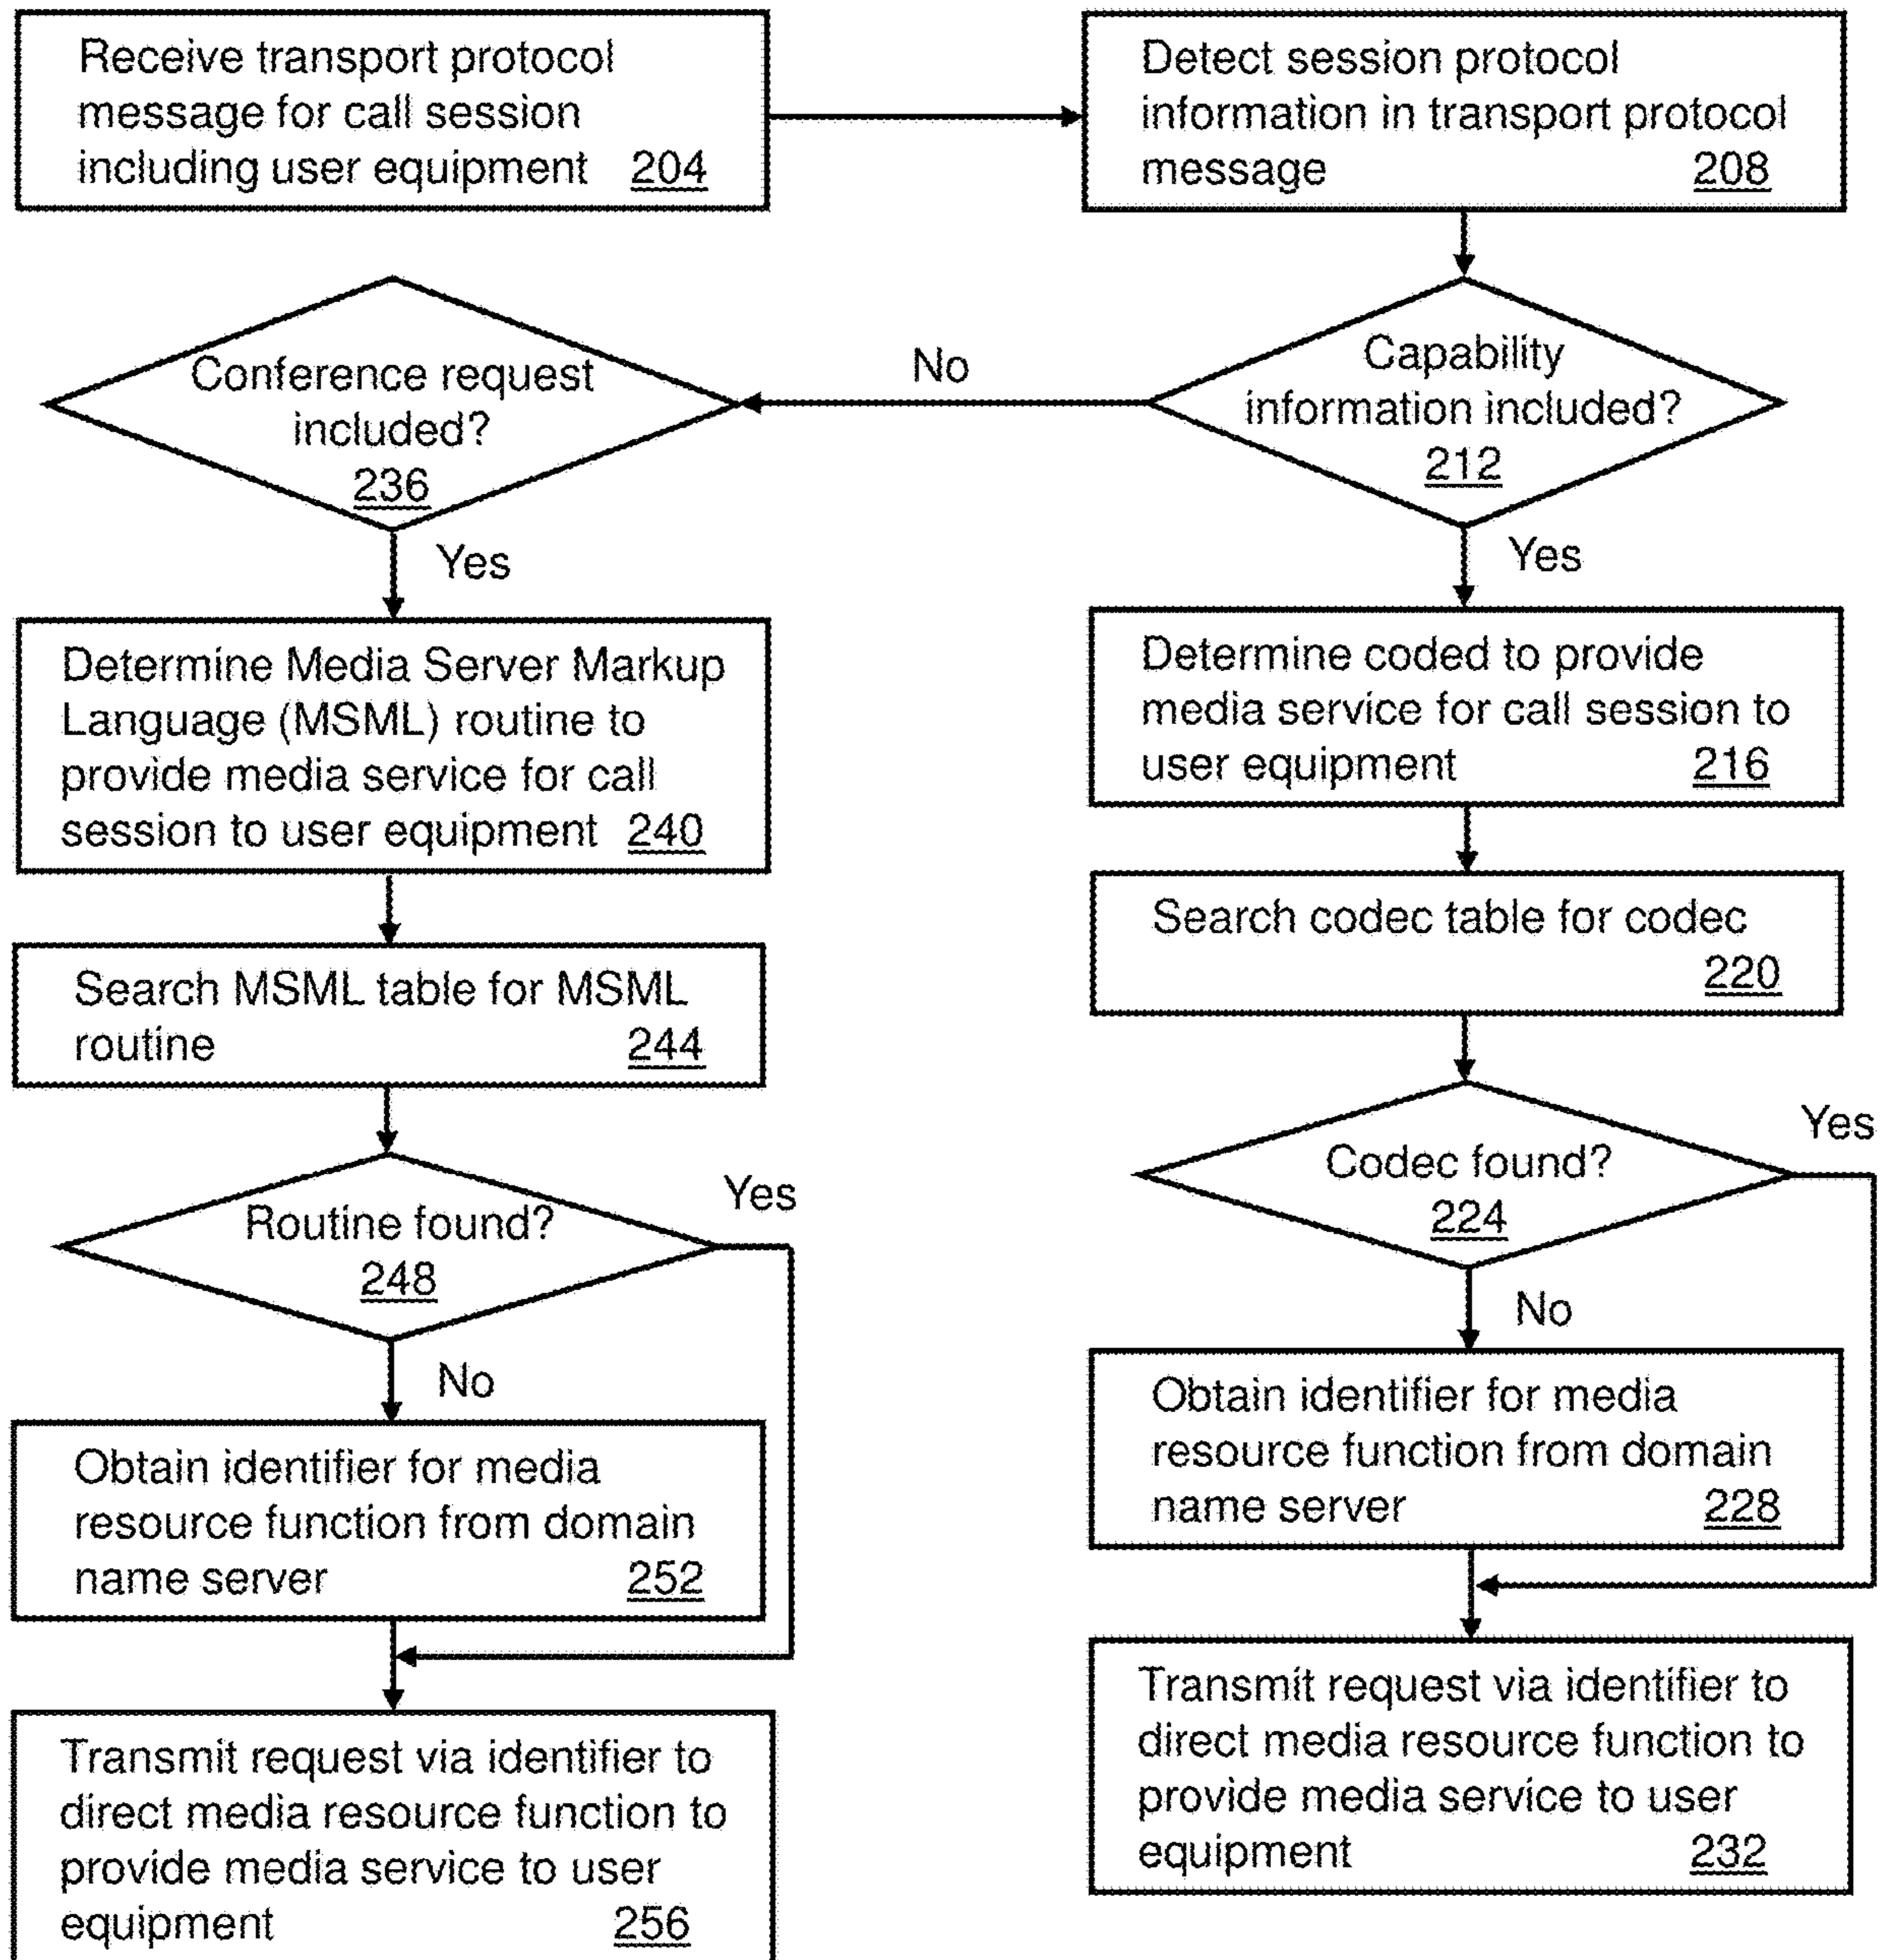 Receive transport protocol
message for call session
including user equipment 204
Detect session protocol
information in transport protocol
message 208
Capability
information included?
212
No
Yes
Conference request
included?
236
Yes
Determine Media Server Markup
Language (MSML) routine to
provide media service for call
session to user equipment 240
Search MSML table for MSML
routine 244
Routine found?
248
Yes
No
Obtain identifier for media
resource function from domain
name server 252
Transmit request via identifier to
direct media resource function to
provide media service to user
equipment 256
Determine coded to provide
media service for call session to
user equipment 216
Search codec table for codec
220
Codec found?
224
Yes
No
Obtain identifier for media
resource function from domain
name server 228
Transmit request via identifier to
direct media resource function to
provide media service to user
equipment 232